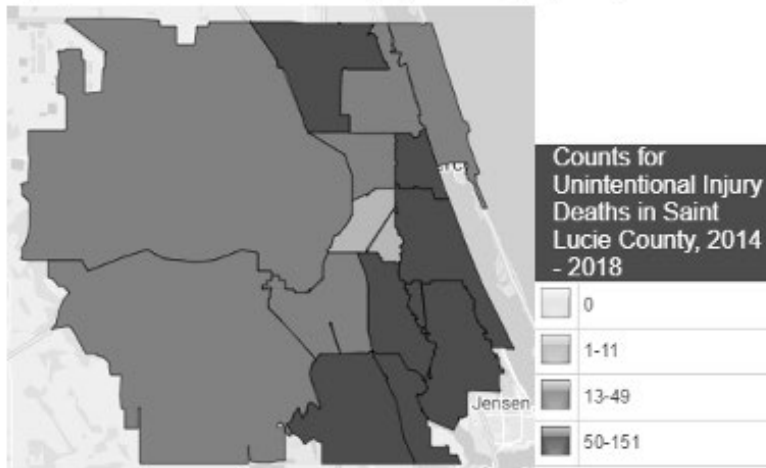 Counts for
Unintentional Injury
Deaths in Saint
Lucie County, 2014
- 2018
0
1-11
13-49
50-151
Jensen